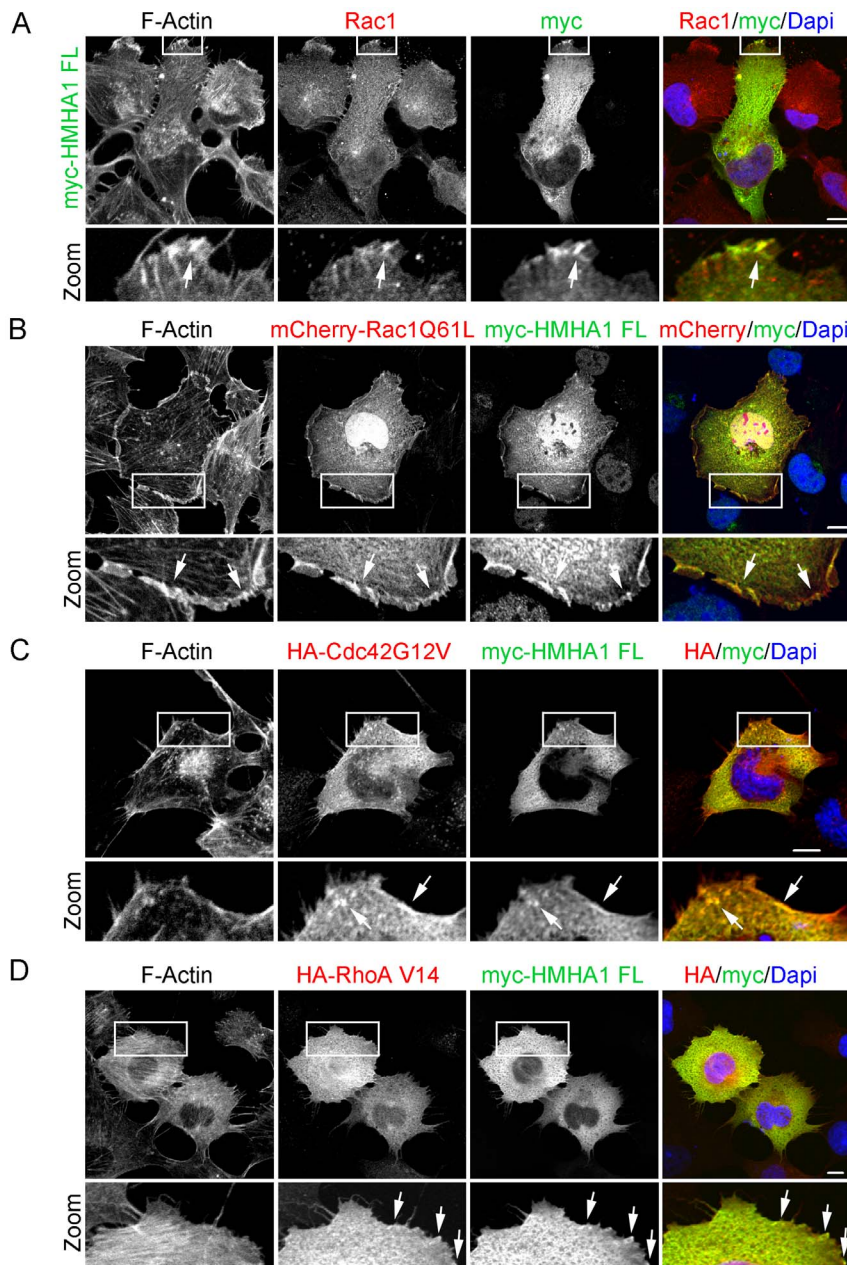 A
F-Actin Rac1 myc Rac1/myc/Dapi
myc-HMHA1 FL
Zoom
B
F-Actin mCherry-Rac1Q61L myc-HMHA1 FL mCherry/myc/Dapi
Zoom
C
F-Actin HA-Cdc42G12V myc-HMHA1 FL HA/myc/Dapi
Zoom
D
F-Actin HA-RhoA V14 myc-HMHA1 FL HA/myc/Dapi
Zoom